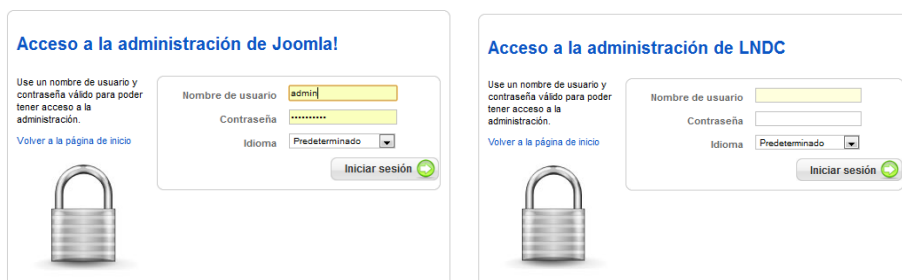 Acceso a la administración de Joomla!
Use un nombre de usuario y
contraseña válido para poder
tener acceso a la
administración.
Volver a la página de inicio
Nombre de usuario admin
Contraseña ••••••••••
Idioma Predeterminado
Iniciar sesión
Acceso a la administración de LNDC
Use un nombre de usuario y
contraseña válido para poder
tener acceso a la
administración.
Volver a la página de inicio
Nombre de usuario
Contraseña
Idioma Predeterminado
Iniciar sesión